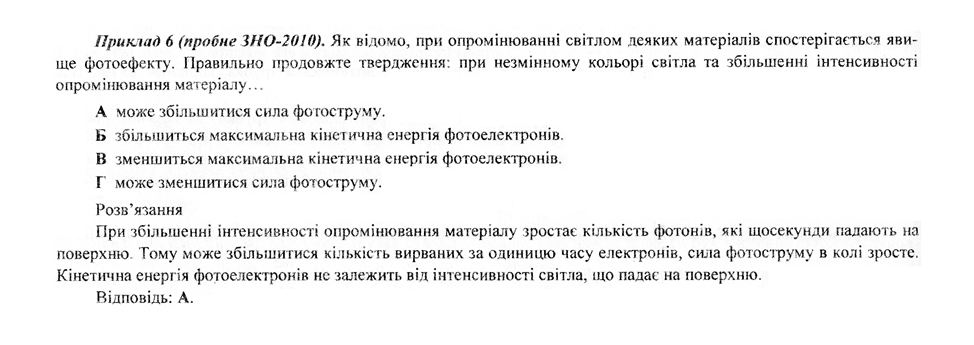 Приклад 6 (пробне ЗНО-2010). Як відомо, при опромінюванні світлом деяких матеріалів спостерігається яви-
ще фотоефекту. Правильно продовжте твердження: при незмінному кольорі світла та збільшенні інтенсивності
опромінювання матеріалу…
А може збільшитися сила фотоструму.
Б збільшиться максимальна кінетична енергія фотоелектронів.
В зменшиться максимальна кінетична енергія фотоелектронів.
Г може зменшитися сила фотоструму.
Розв’язання
При збільшенні інтенсивності опромінювання матеріалу зростає кількість фотонів, які щосекунди падають на
поверхню. Тому може збільшитися кількість вирваних за одиницю часу електронів, сила фотоструму в колі зросте.
Кінетична енергія фотоелектронів не залежить від інтенсивності світла, що падає на поверхню.
Відповідь: А.